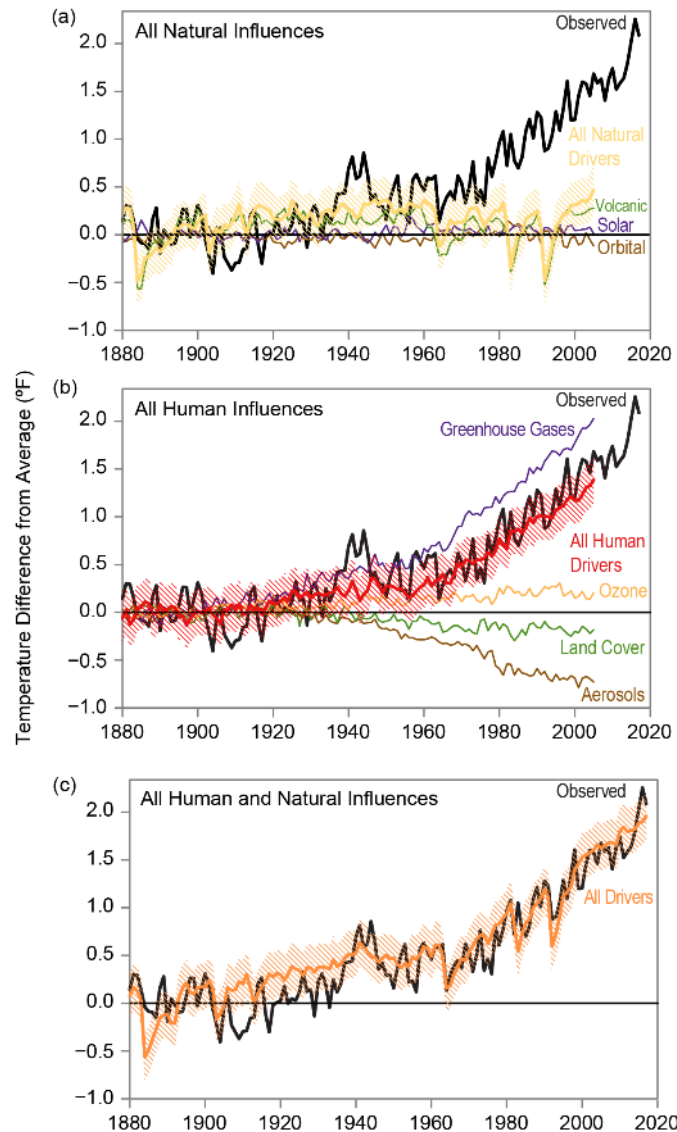 Temperature Difference from Average (ºF)
(a)
All Natural Influences
Observed
All Natural
Drivers
Volcanic
Solar
Orbital
2.0
1.5
1.0
0.5
0.0
−0.5
−1.0
1880 1900 1920 1940 1960 1980 2000 2020
(b)
All Human Influences
Observed
Greenhouse Gases
All Human
Drivers
Ozone
Land Cover
Aerosols
2.0
1.5
1.0
0.5
0.0
−0.5
−1.0
1880 1900 1920 1940 1960 1980 2000 2020
(c)
All Human and Natural Influences
Observed
All Drivers
2.0
1.5
1.0
0.5
0.0
−0.5
−1.0
1880 1900 1920 1940 1960 1980 2000 2020